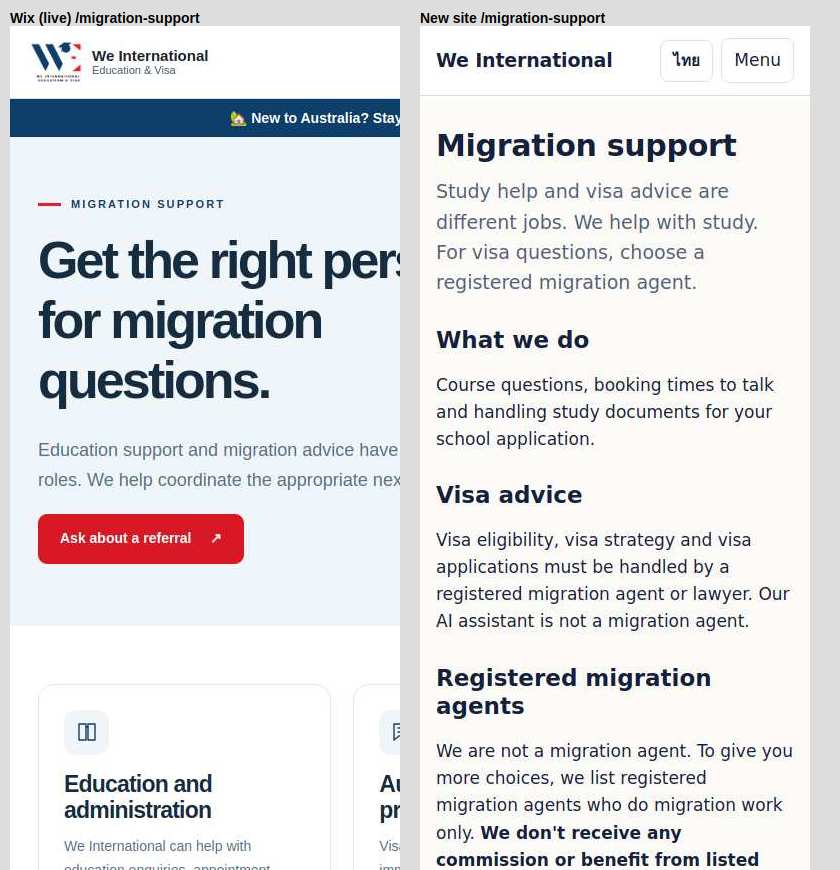 Wix (live) /migration-support
We International
Education & Visa
🏡 New to Australia? Stay
MIGRATION SUPPORT
Get the right pers
for migration
questions.
Education support and migration advice have
roles. We help coordinate the appropriate nex
Ask about a referral ↗
Education and
administration
We International can help with
education enquiries, appointment
Au
pr
Visa
imm
New site /migration-support
We International
ไทย
Menu
Migration support
Study help and visa advice are
different jobs. We help with study.
For visa questions, choose a
registered migration agent.
What we do
Course questions, booking times to talk
and handling study documents for your
school application.
Visa advice
Visa eligibility, visa strategy and visa
applications must be handled by a
registered migration agent or lawyer. Our
AI assistant is not a migration agent.
Registered migration
agents
We are not a migration agent. To give you
more choices, we list registered
migration agents who do migration work
only. We don't receive any
commission or benefit from listed